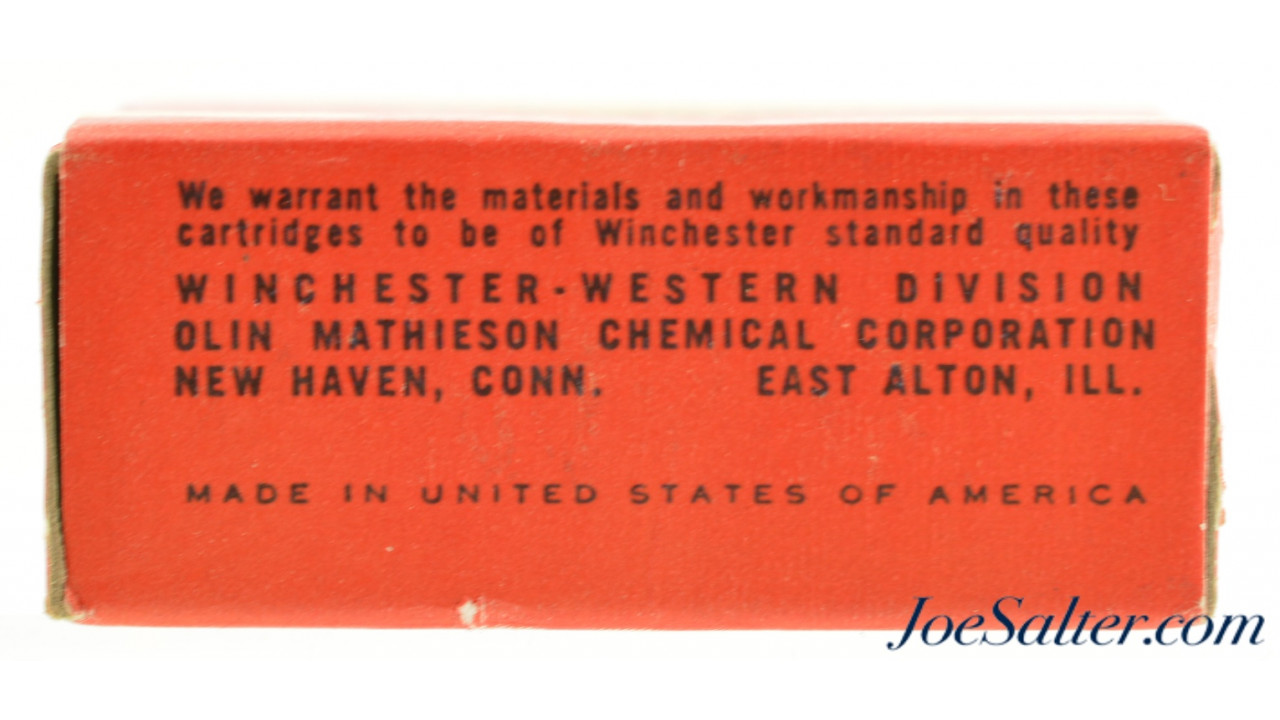 We warrant the materials and workmanship in these
cartridges to be of Winchester standard quality
WINCHESTER-WESTERN DIVISION
OLIN MATHIESON CHEMICAL CORPORATION
NEW HAVEN, CONN. EAST ALTON, ILL.
MADE IN UNITED STATES OF AMERICA
JoeSalter.com